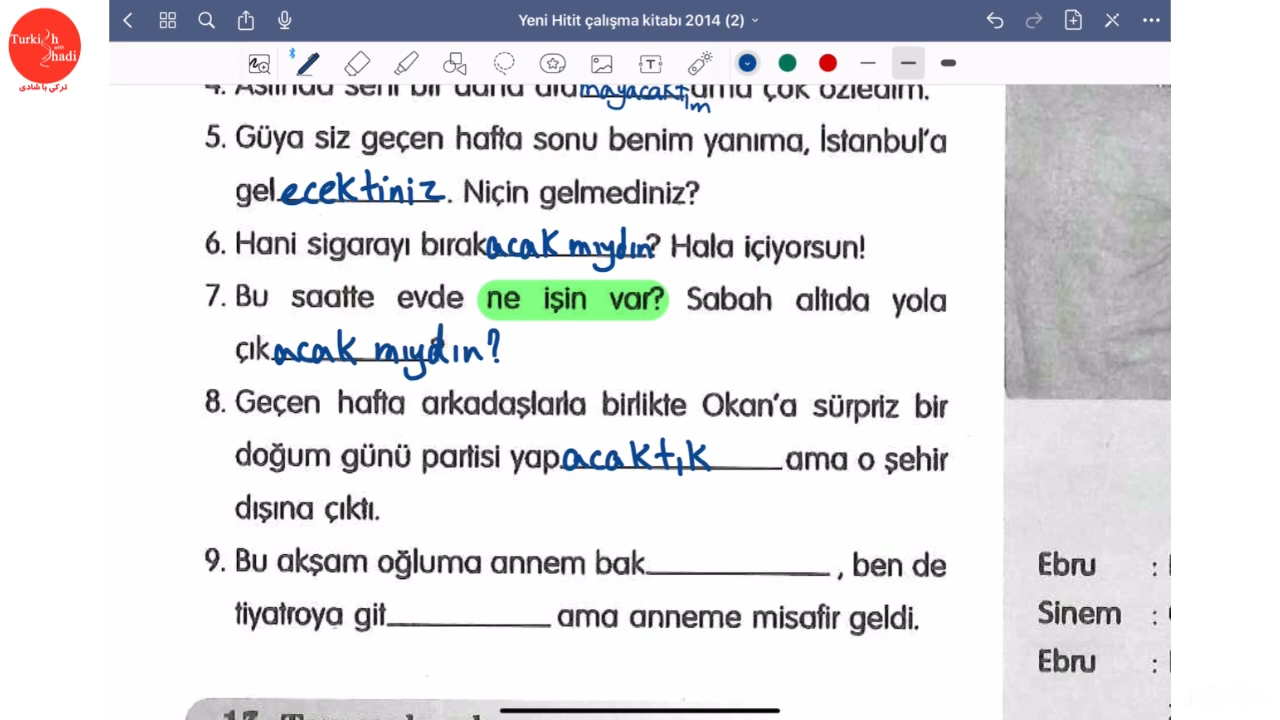 Turkish
with
Shadi
ترکی با شادی
Yeni Hitit çalışma kitabı 2014 (2)
4. Aslında seni bir daha aramayacaktım ama çok özledim.
5. Güya siz geçen hafta sonu benim yanıma, İstanbul'a
gelecektiniz. Niçin gelmediniz?
6. Hani sigarayı bırakacak mıydın? Hala içiyorsun!
7. Bu saatte evde ne işin var? Sabah altıda yola
çıkacak mıydın?
8. Geçen hafta arkadaşlarla birlikte Okan'a sürpriz bir
doğum günü partisi yapacaktık ama o şehir
dışına çıktı.
9. Bu akşam oğluma annem bak____________, ben de
tiyatroya git___________ ama anneme misafir geldi.
Ebru :
Sinem :
Ebru :